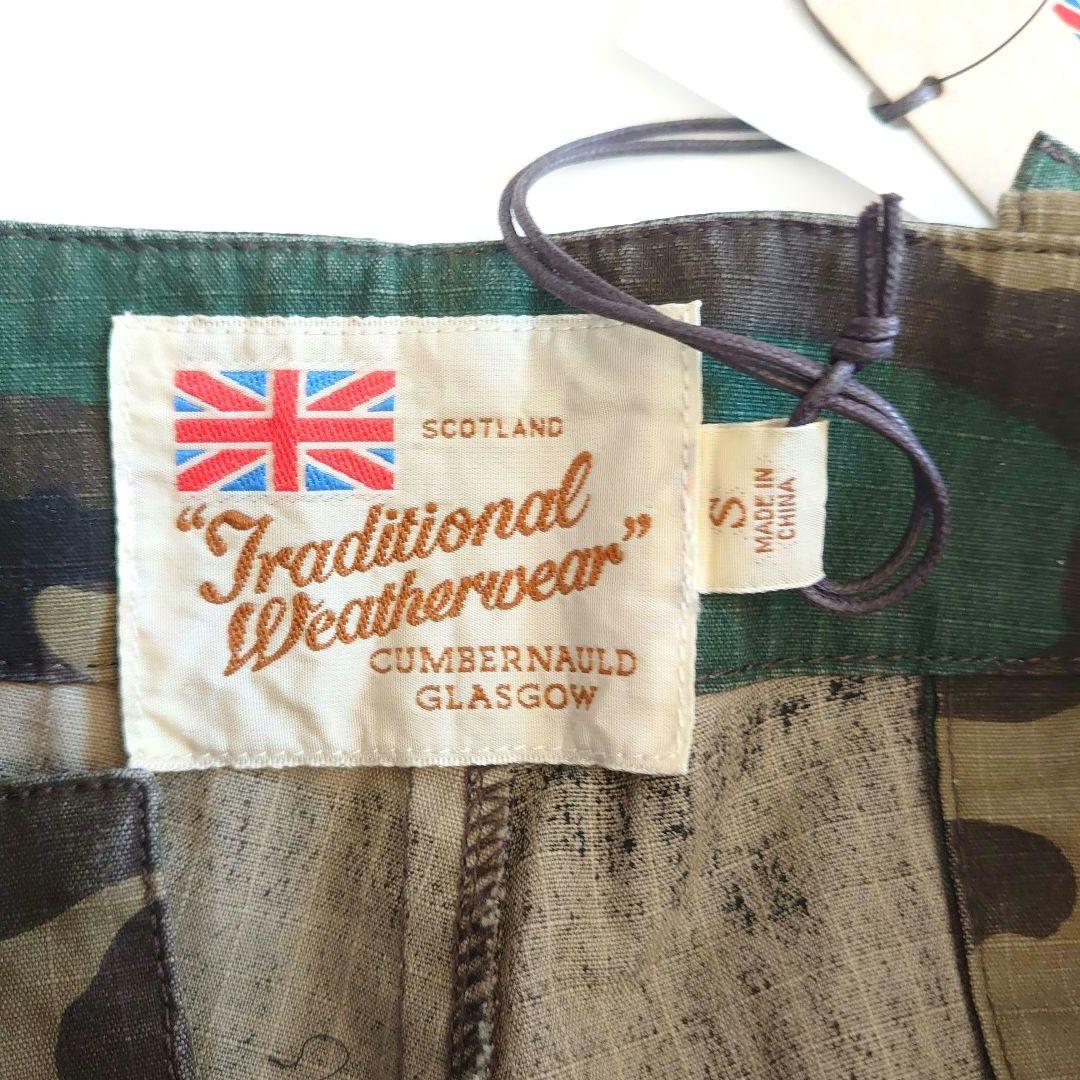 SCOTLAND
"Traditional
Weatherwear"
CUMBERNAULD
GLASGOW
S
MADE IN
CHINA